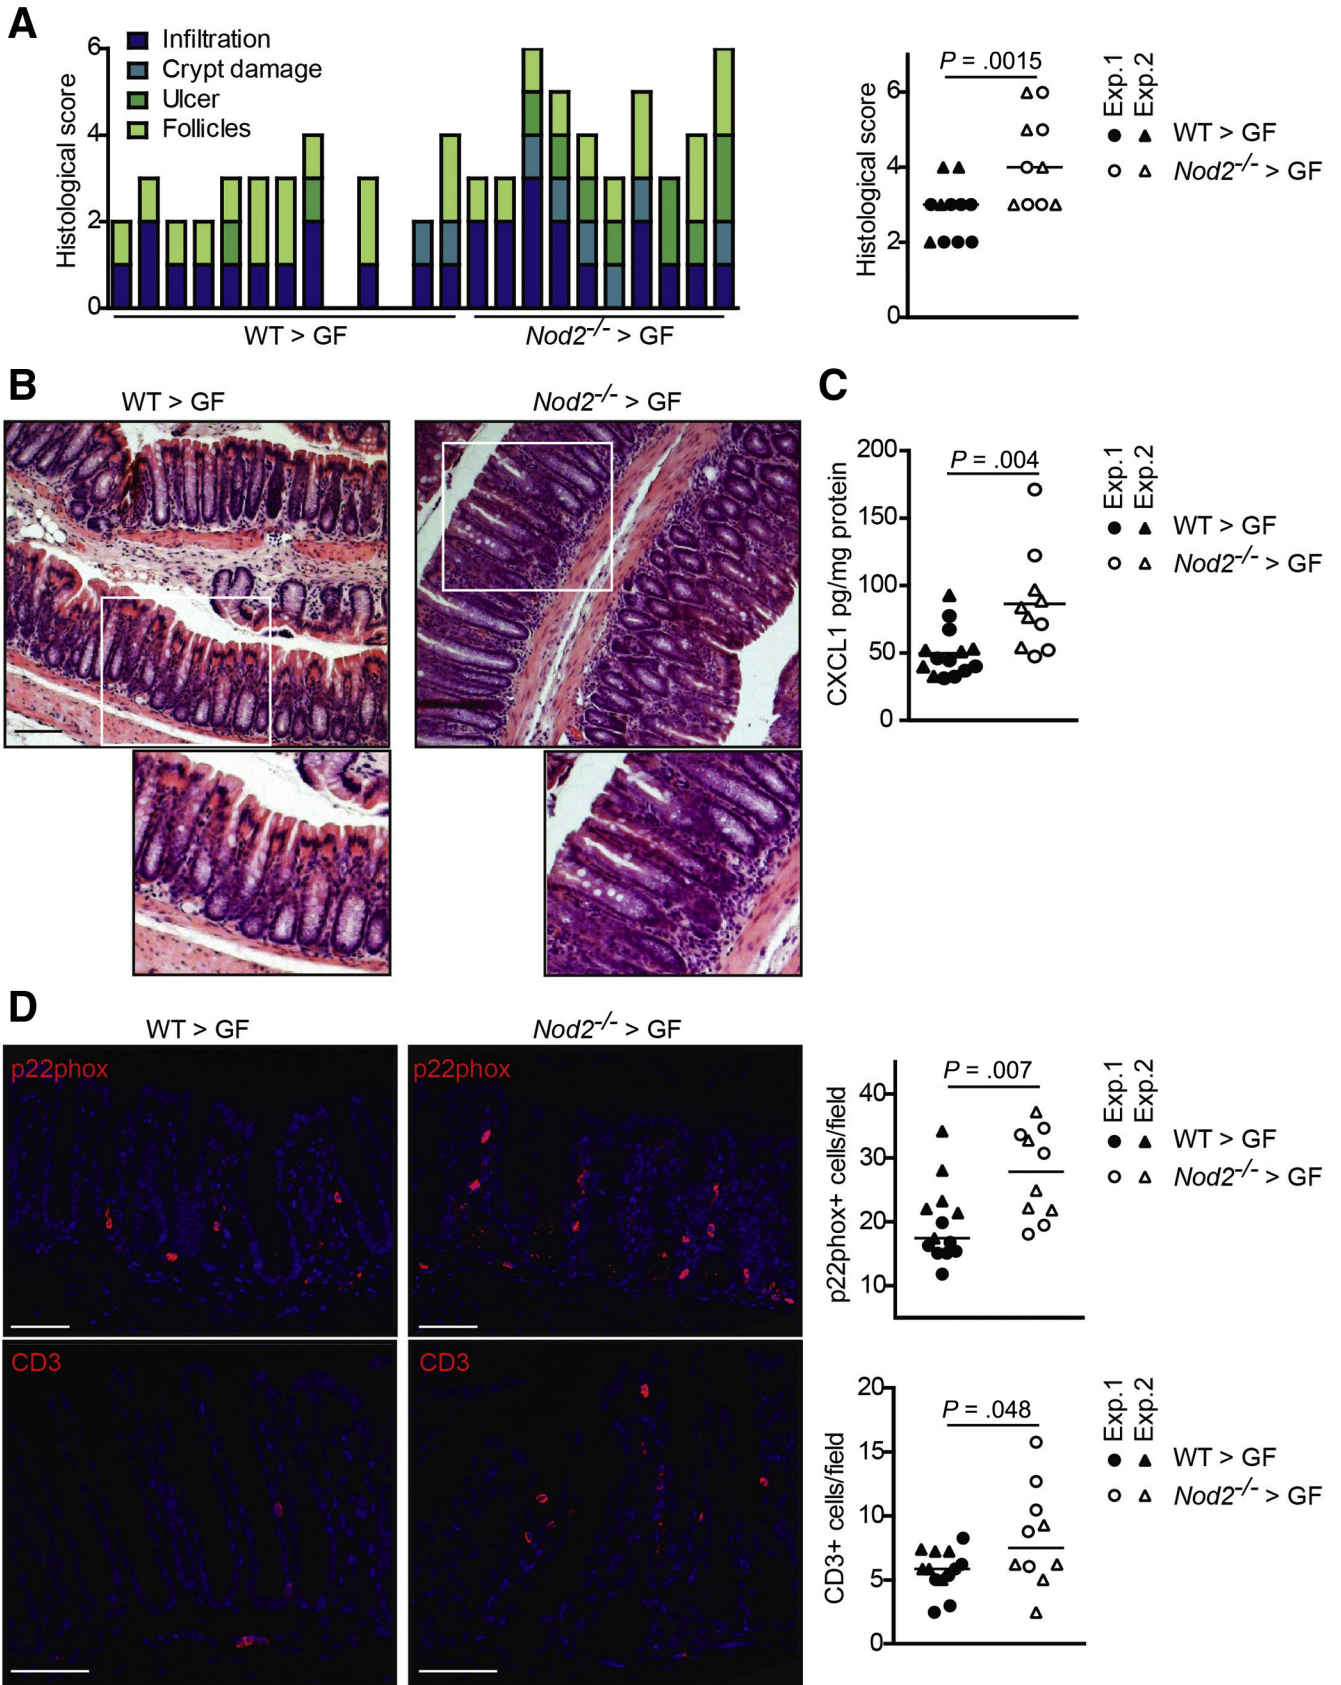 A
Histological score
6
4
2
0
Infiltration
Crypt damage
Ulcer
Follicles
WT > GF
Nod2-/- > GF
Histological score
6
4
2
0
P = .0015
Exp.1
Exp.2
WT > GF
Nod2-/- > GF
B
WT > GF
Nod2-/- > GF
C
CXCL1 pg/mg protein
200
150
100
50
0
P = .004
Exp.1
Exp.2
WT > GF
Nod2-/- > GF
D
WT > GF
Nod2-/- > GF
p22phox
p22phox
CD3
CD3
p22phox+ cells/field
40
30
20
10
P = .007
Exp.1
Exp.2
WT > GF
Nod2-/- > GF
CD3+ cells/field
20
15
10
5
0
P = .048
Exp.1
Exp.2
WT > GF
Nod2-/- > GF